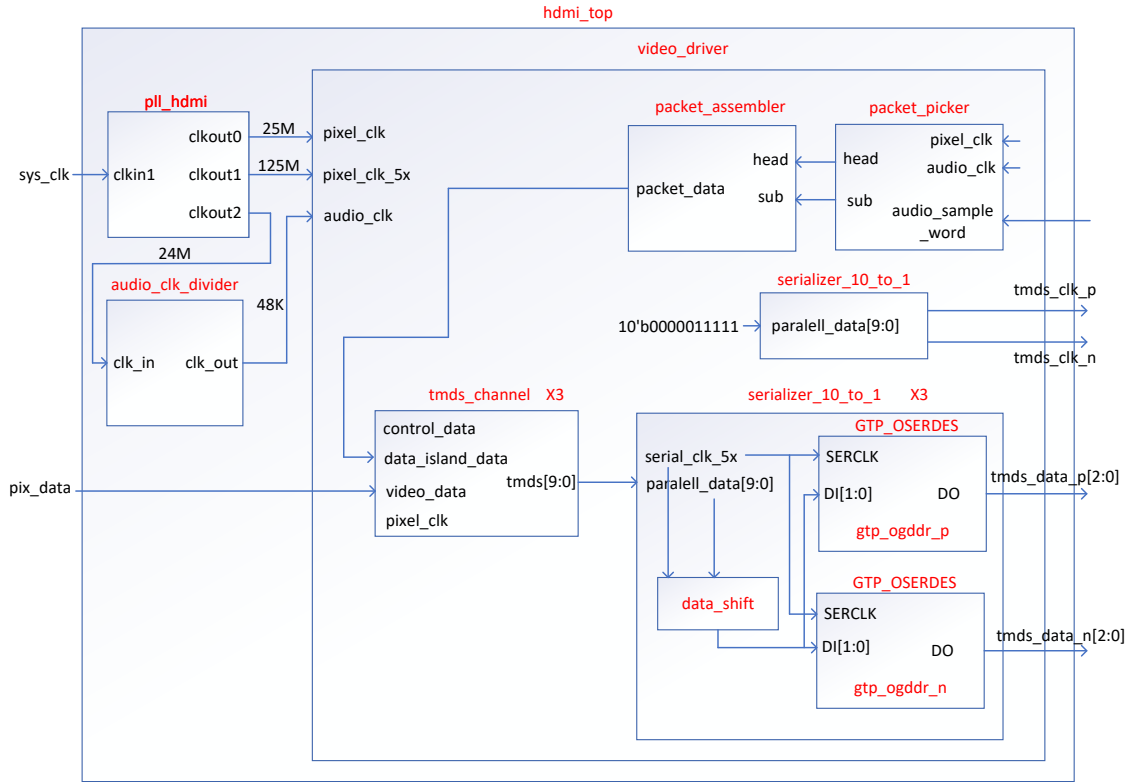 hdmi_top
video_driver
pll_hdmi
clkout0
25M
pixel_clk
sys_clk
clkin1
clkout1
125M
pixel_clk_5x
clkout2
audio_clk
24M
audio_clk_divider
48K
clk_in
clk_out
packet_assembler
head
packet_data
sub
packet_picker
pixel_clk
head
audio_clk
sub
audio_sample
_word
serializer_10_to_1
10'b0000011111
paralell_data[9:0]
tmds_clk_p
tmds_clk_n
tmds_channel X3
control_data
data_island_data
pix_data
video_data
tmds[9:0]
pixel_clk
serializer_10_to_1 X3
serial_clk_5x
paralell_data[9:0]
data_shift
GTP_OSERDES
SERCLK
DI[1:0]
DO
gtp_ogddr_p
tmds_data_p[2:0]
GTP_OSERDES
SERCLK
DI[1:0]
DO
gtp_ogddr_n
tmds_data_n[2:0]